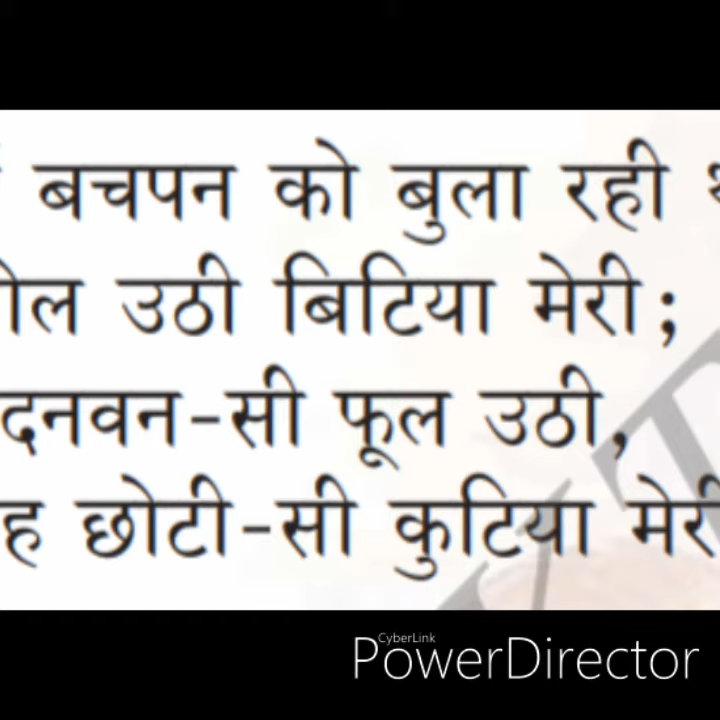 बचपन को बुला रही
उठी बिटिया मेरी;
दनवन-सी फूल उठी,
ह छोटी-सी कुटिया मेरी
CyberLink
PowerDirector